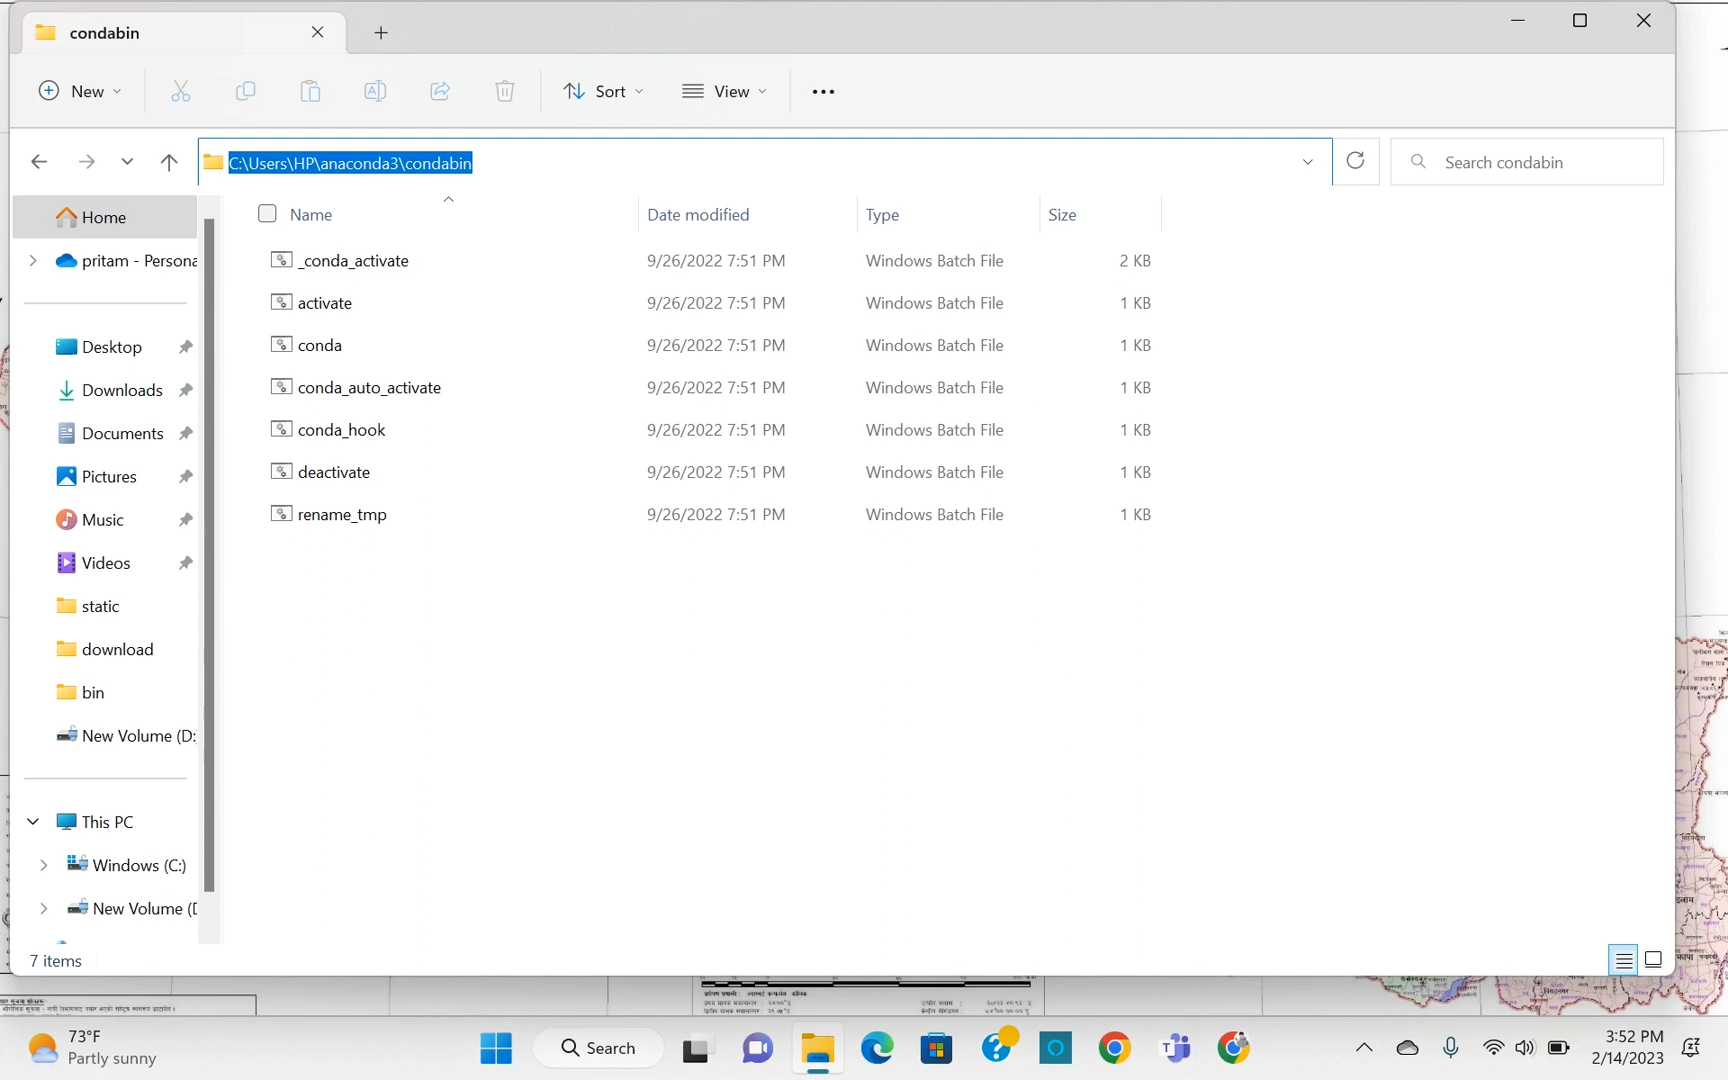 condabin
New
Sort
View
C:\Users\HP\anaconda3\condabin
Search condabin
Home
pritam - Persona
Desktop
Downloads
Documents
Pictures
Music
Videos
static
download
bin
New Volume (D:
This PC
Windows (C:)
New Volume (D
Name Date modified Type Size
_conda_activate 9/26/2022 7:51 PM Windows Batch File 2 KB
activate 9/26/2022 7:51 PM Windows Batch File 1 KB
conda 9/26/2022 7:51 PM Windows Batch File 1 KB
conda_auto_activate 9/26/2022 7:51 PM Windows Batch File 1 KB
conda_hook 9/26/2022 7:51 PM Windows Batch File 1 KB
deactivate 9/26/2022 7:51 PM Windows Batch File 1 KB
rename_tmp 9/26/2022 7:51 PM Windows Batch File 1 KB
7 items
73°F
Partly sunny
Search
3:52 PM
2/14/2023